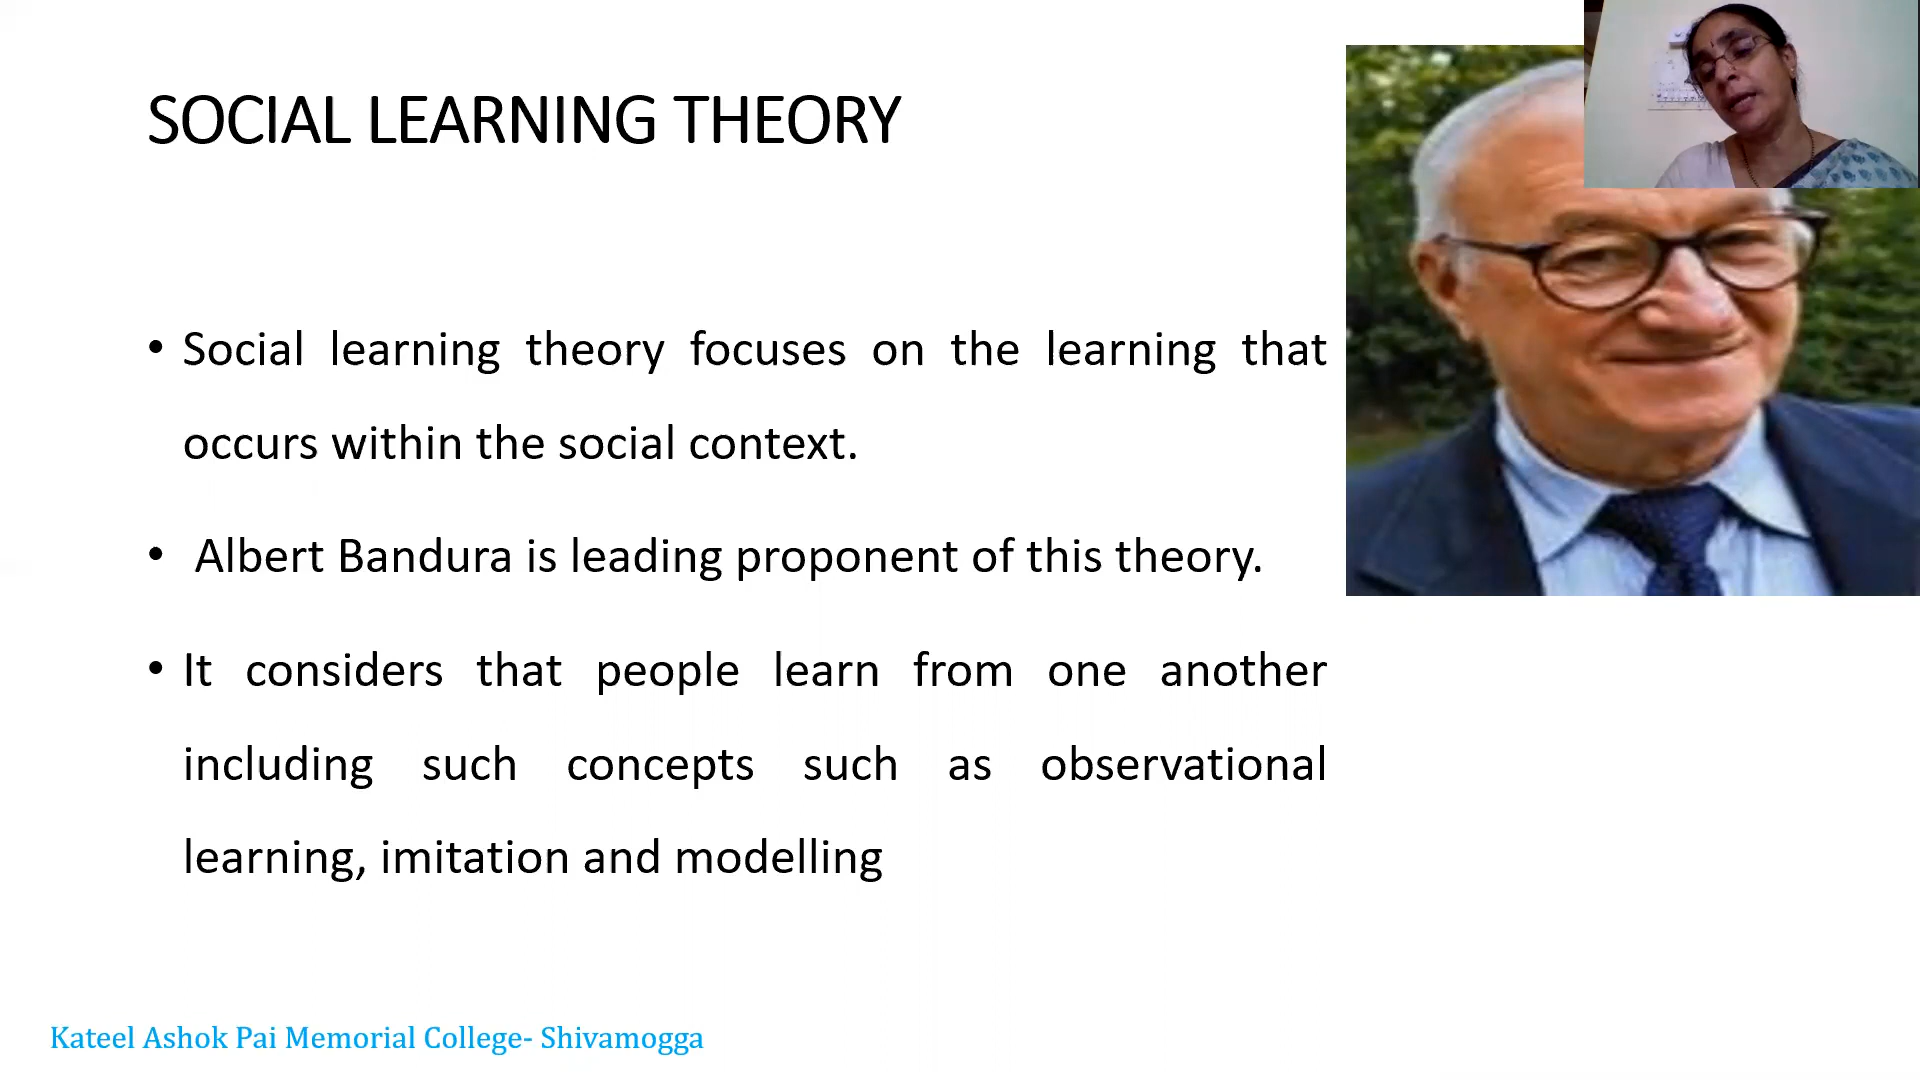 SOCIAL LEARNING THEORY
• Social learning theory focuses on the learning that
occurs within the social context.
• Albert Bandura is leading proponent of this theory.
• It considers that people learn from one another
including such concepts such as observational
learning, imitation and modelling
Kateel Ashok Pai Memorial College- Shivamogga